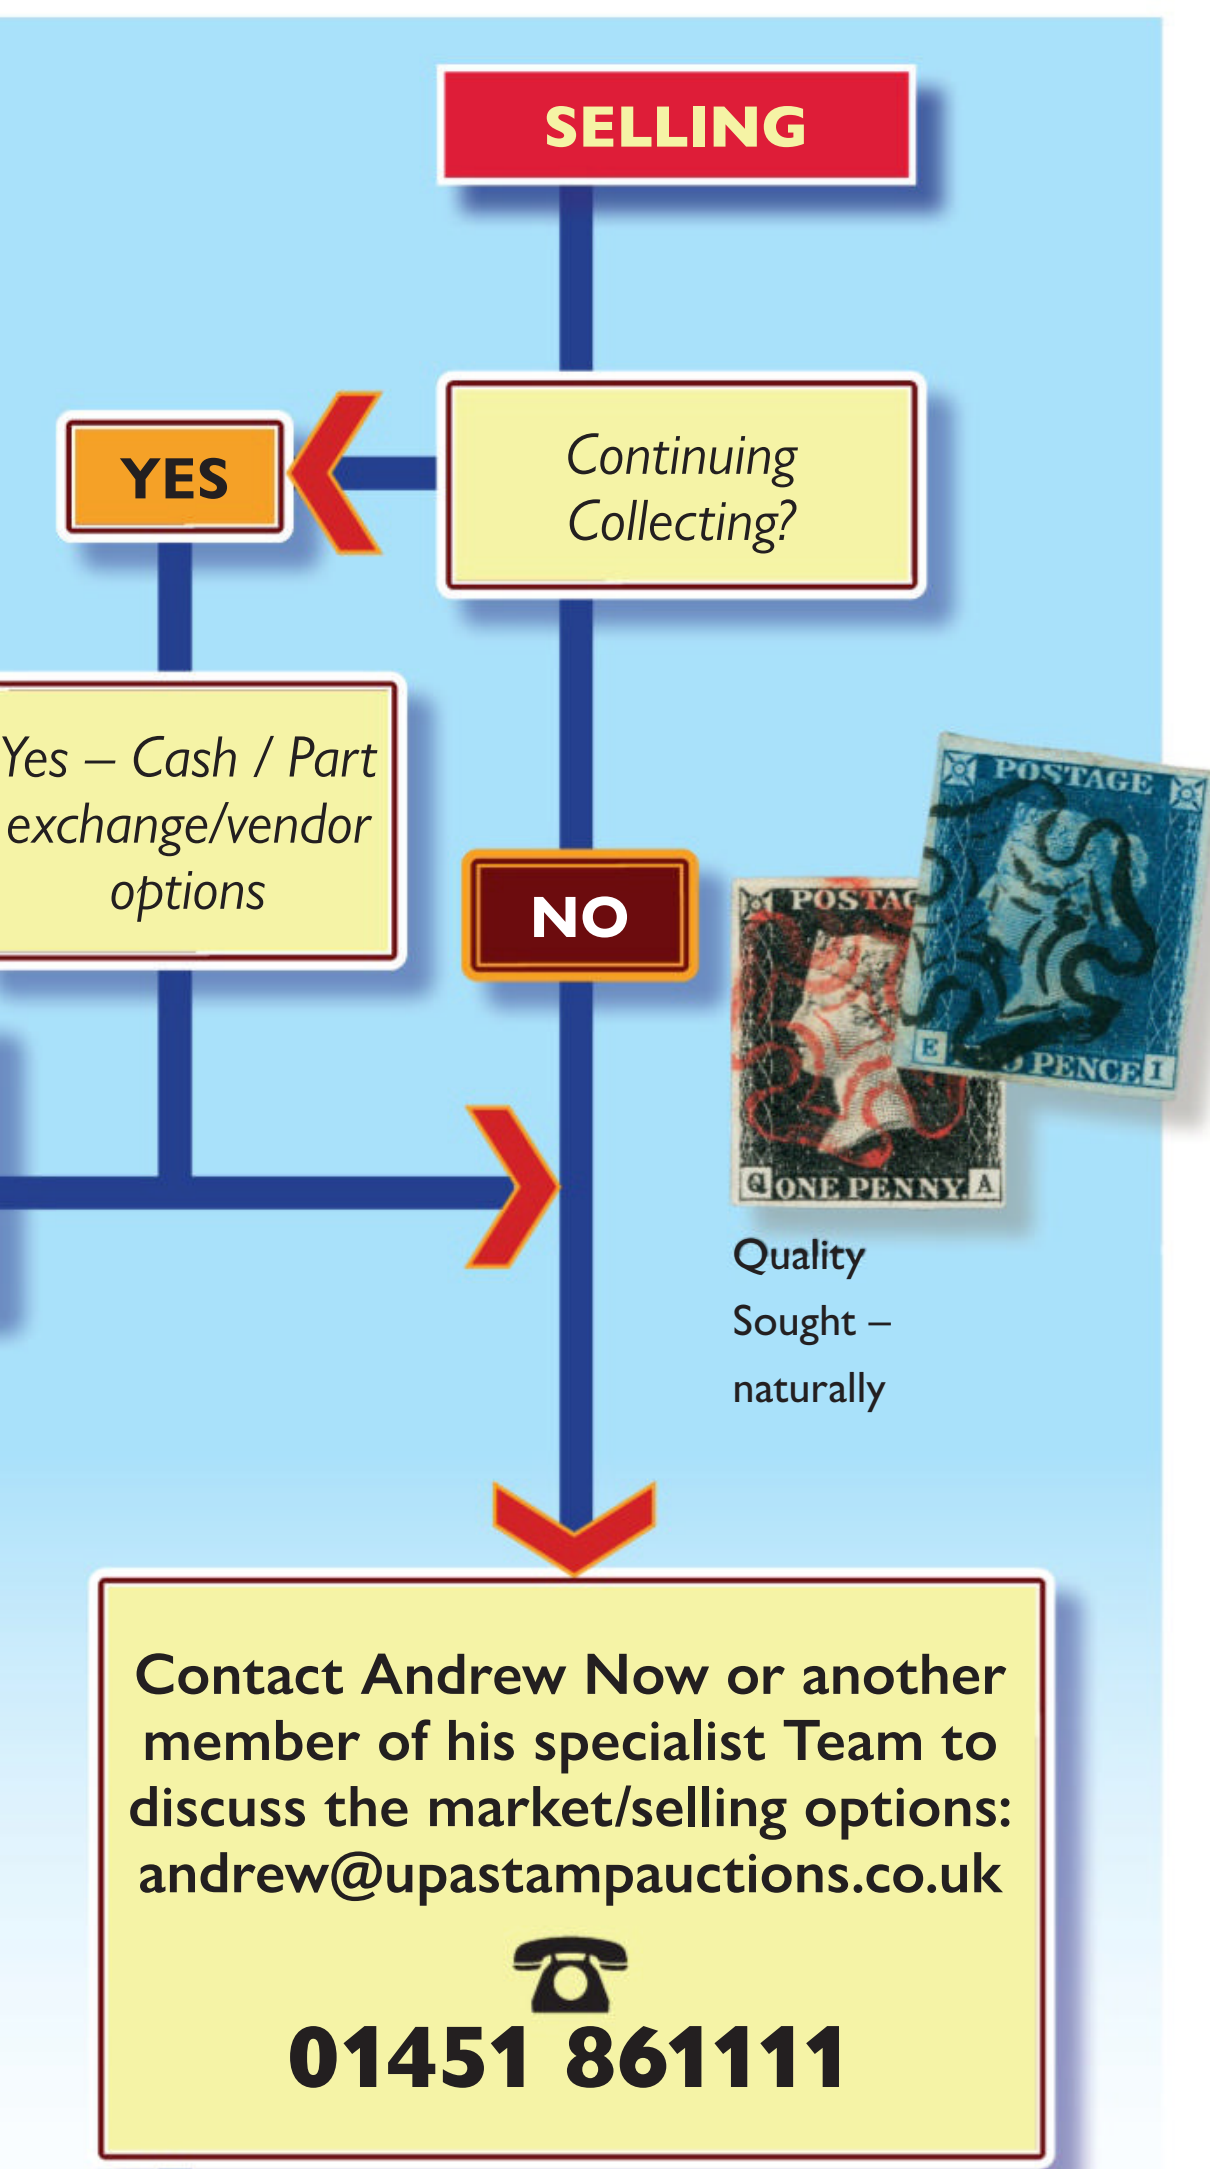 SELLING
Continuing
Collecting?
YES
Yes – Cash / Part
exchange/vendor
options
NO
POSTAGE
E
PENCE
I
Q
ONE PENNY.
A
Quality
Sought –
naturally
Contact Andrew Now or another
member of his specialist Team to
discuss the market/selling options:
andrew@upastampauctions.co.uk
01451 861111